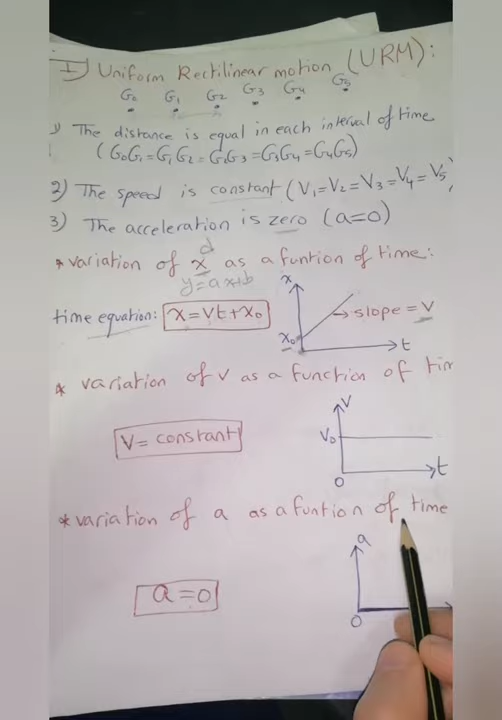 I) Uniform Rectilinear motion (URM):
G0 G1 G2 G3 G4 G5
1) The distance is equal in each interval of time
(G0G1 = G1G2 = G2G3 = G3G4 = G4G5)
2) The speed is constant (V1=V2=V3=V4=V5)
3) The acceleration is zero (a=0)
d
* variation of x as a funtion of time:
y=ax+b
time equation: x = Vt + x0
x
x0
slope = V
t
* variation of v as a function of tim
V = constant
V
V0
0
t
* variation of a as a funtion of time
a = 0
a
0